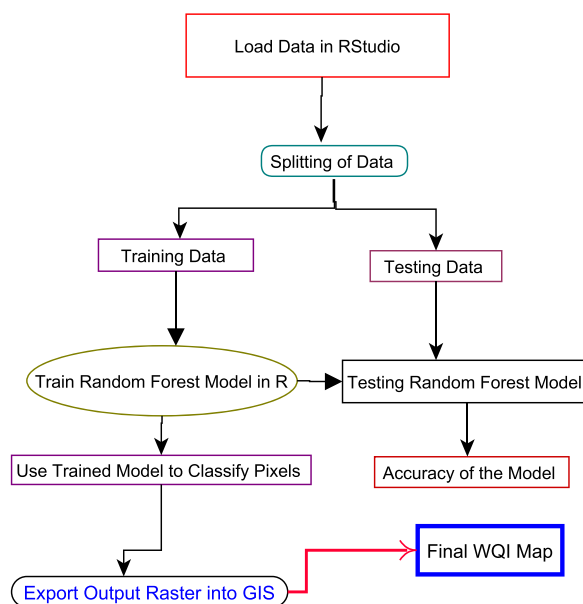 Load Data in RStudio
Splitting of Data
Training Data
Testing Data
Train Random Forest Model in R
Testing Random Forest Model
Use Trained Model to Classify Pixels
Accuracy of the Model
Final WQI Map
Export Output Raster into GIS